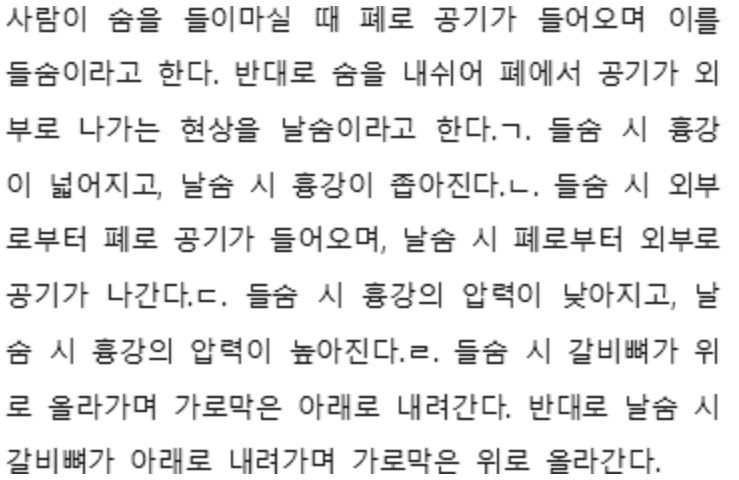 사람이 숨을 들이마실 때 폐로 공기가 들어오며 이를
들숨이라고 한다. 반대로 숨을 내쉬어 폐에서 공기가 외
부로 나가는 현상을 날숨이라고 한다.ㄱ. 들숨 시 흉강
이 넓어지고, 날숨 시 흉강이 좁아진다.ㄴ. 들숨 시 외부
로부터 폐로 공기가 들어오며, 날숨 시 폐로부터 외부로
공기가 나간다.ㄷ. 들숨 시 흉강의 압력이 낮아지고, 날
숨 시 흉강의 압력이 높아진다.ㄹ. 들숨 시 갈비뼈가 위
로 올라가며 가로막은 아래로 내려간다. 반대로 날숨 시
갈비뼈가 아래로 내려가며 가로막은 위로 올라간다.